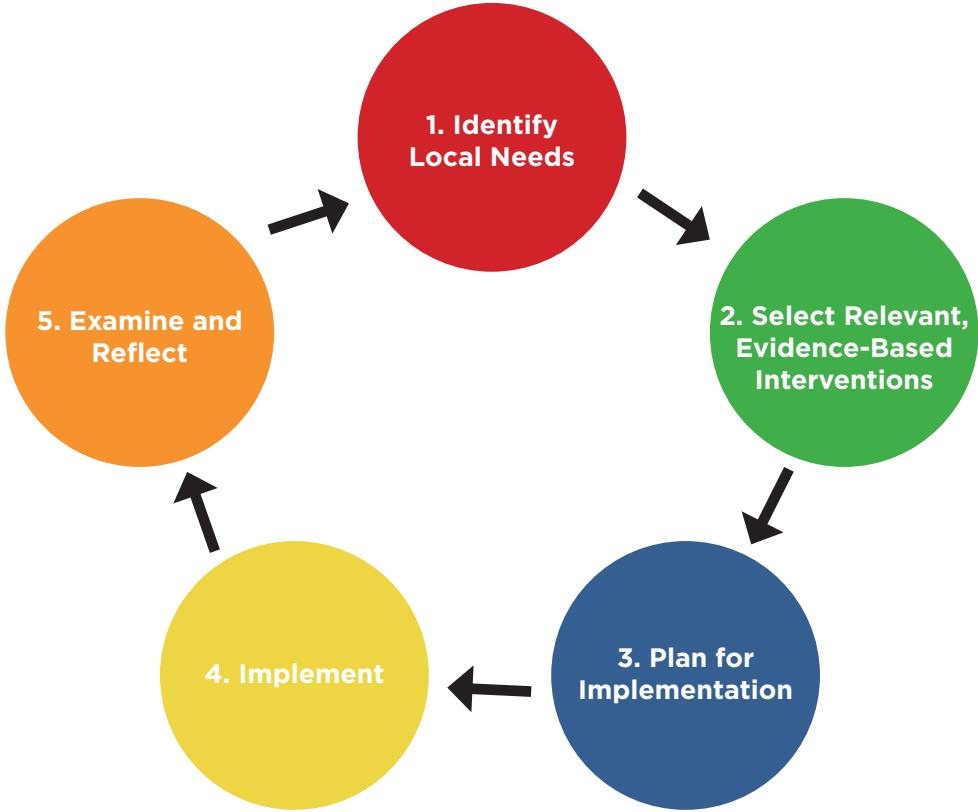 1. Identify
Local Needs
2. Select Relevant,
Evidence-Based
Interventions
3. Plan for
Implementation
4. Implement
5. Examine and
Reflect